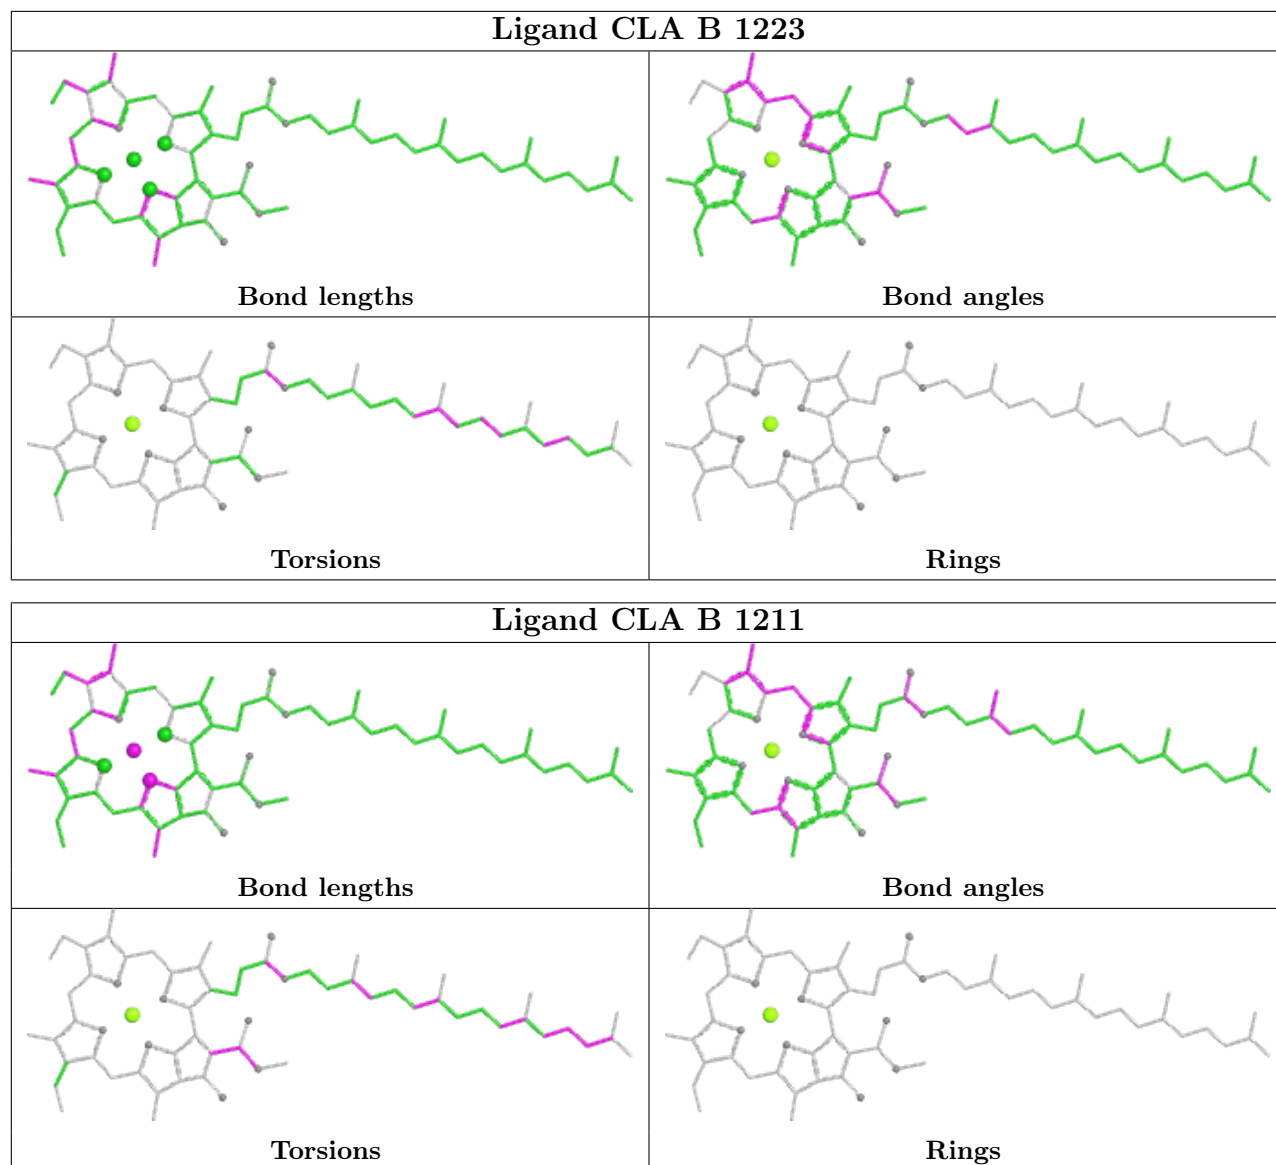 Ligand CLA B 1223
Bond lengths
Bond angles
Torsions
Rings
Ligand CLA B 1211
Bond lengths
Bond angles
Torsions
Rings